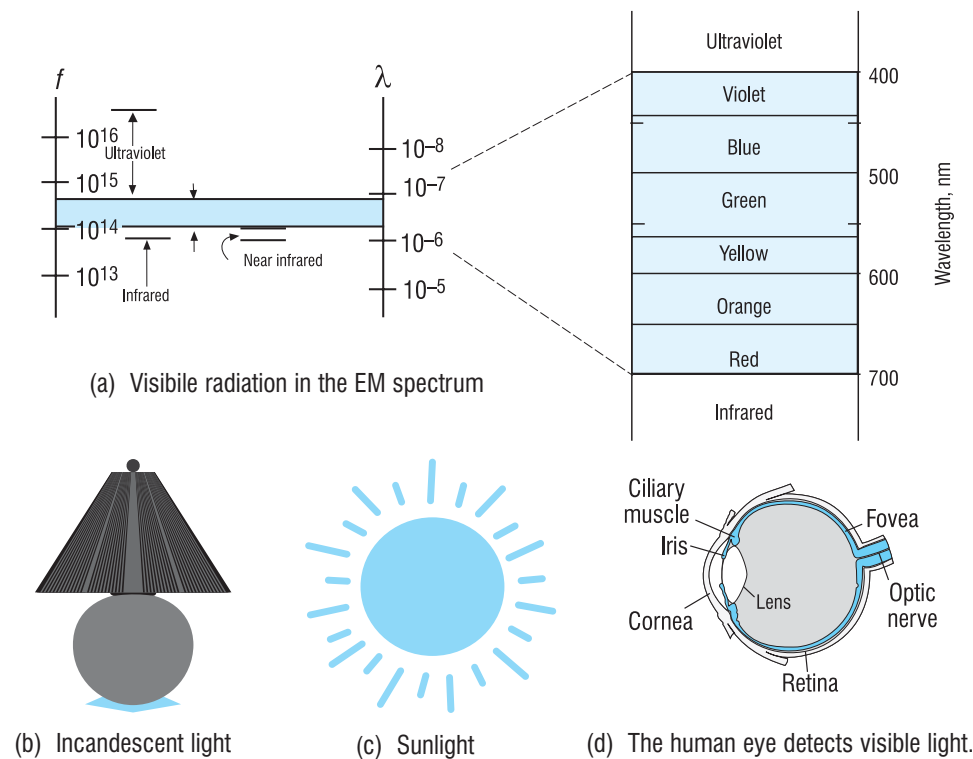 f
λ
10^16
Ultraviolet
10^15
10^14
10^13
Infrared
Near infrared
10^–8
10^–7
10^–6
10^–5
(a) Visibile radiation in the EM spectrum
Ultraviolet
Violet
Blue
Green
Yellow
Orange
Red
Infrared
400
500
600
700
Wavelength, nm
(b) Incandescent light
(c) Sunlight
Ciliary
muscle
Iris
Cornea
Lens
Fovea
Optic
nerve
Retina
(d) The human eye detects visible light.